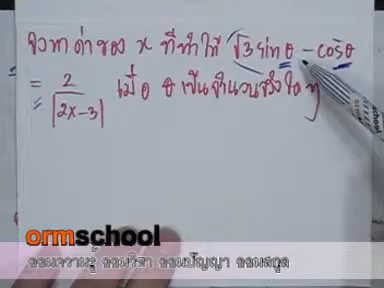 จงหาค่าของ x ที่ทำให้ √3 sin θ - cos θ
= 2/|2x-3| เมื่อ θ เป็นจำนวนจริงใด ๆ
ormschool
ออมความรู้ ออมวิชา ออมปัญญา ออมสกูล